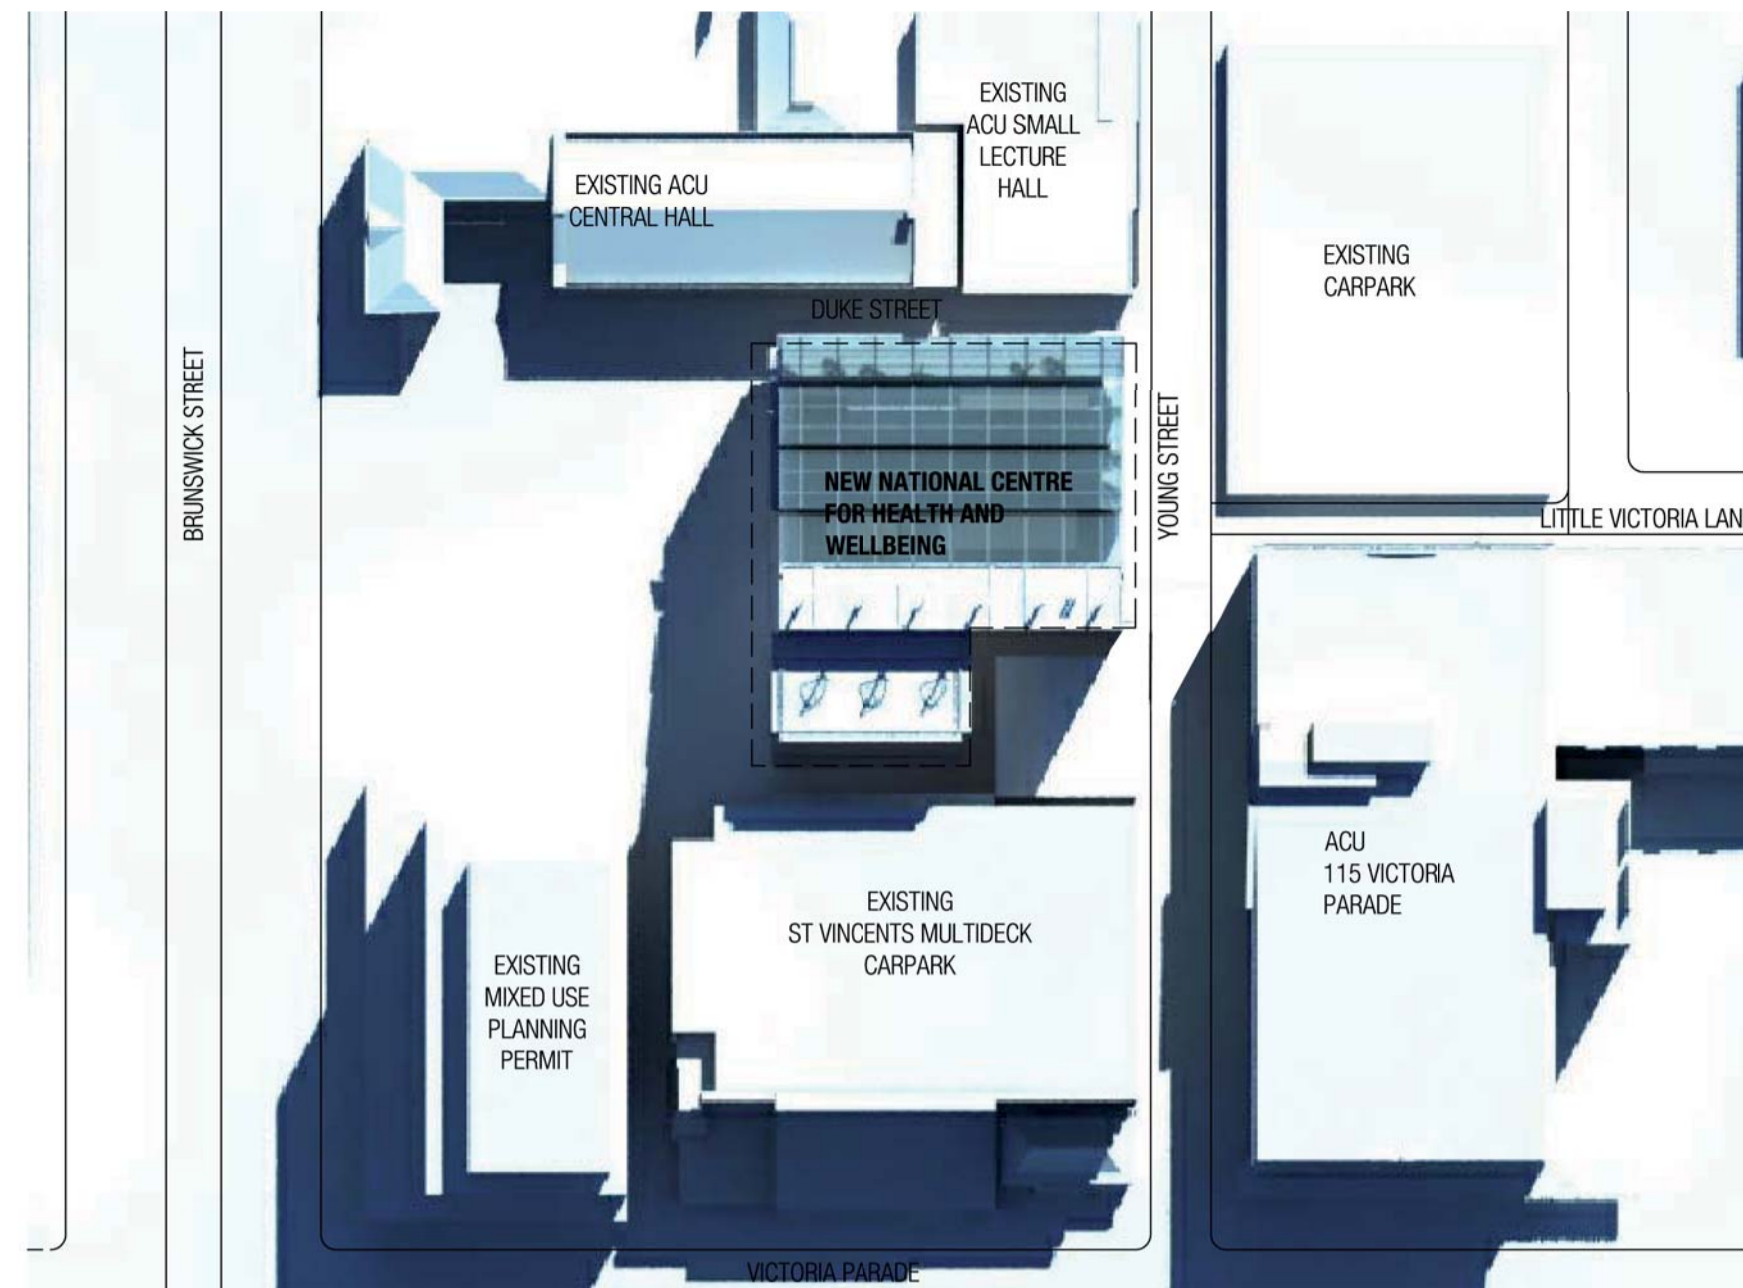 EXISTING
ACU SMALL
LECTURE
HALL
EXISTING ACU
CENTRAL HALL
EXISTING
CARPARK
DUKE STREET
BRUNSWICK STREET
YOUNG STREET
NEW NATIONAL CENTRE
FOR HEALTH AND
WELLBEING
LITTLE VICTORIA LAN
ACU
115 VICTORIA
PARADE
EXISTING
ST VINCENTS MULTIDECK
CARPARK
EXISTING
MIXED USE
PLANNING
PERMIT
VICTORIA PARADE